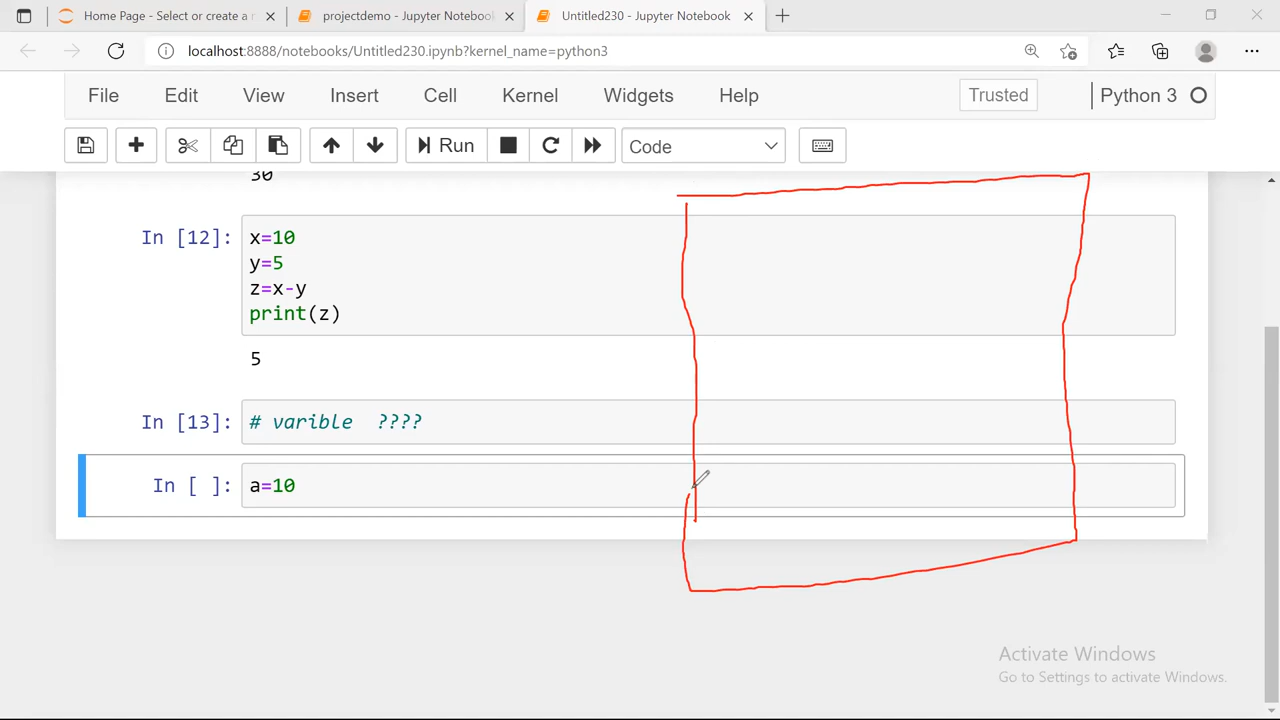 Home Page - Select or create a n
projectdemo - Jupyter Notebook
Untitled230 - Jupyter Notebook
localhost:8888/notebooks/Untitled230.ipynb?kernel_name=python3
File Edit View Insert Cell Kernel Widgets Help Trusted Python 3
Run Code
30
In [12]: x=10
y=5
z=x-y
print(z)
5
In [13]: # varible ????
In [ ]: a=10
Activate Windows
Go to Settings to activate Windows.